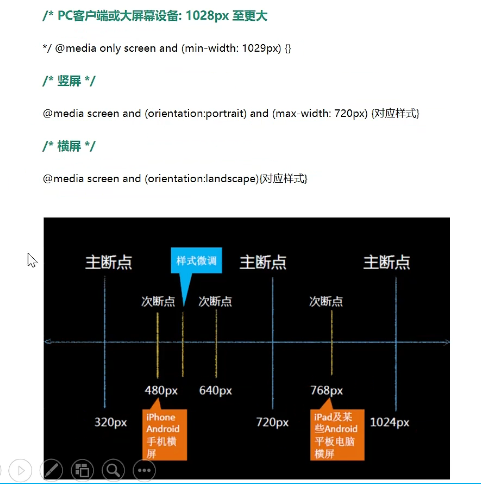 /* PC客户端或大屏幕设备: 1028px 至更大
*/ @media only screen and (min-width: 1029px) {}
/* 竖屏 */
@media screen and (orientation:portrait) and (max-width: 720px) (对应样式)
/* 横屏 */
@media screen and (orientation:landscape)(对应样式)
主断点
样式微调
主断点
主断点
次断点
次断点
次断点
480px
640px
768px
320px
iPhone
Android
手机横
屏
720px
iPad及某
些Android
平板电脑
横屏
1024px